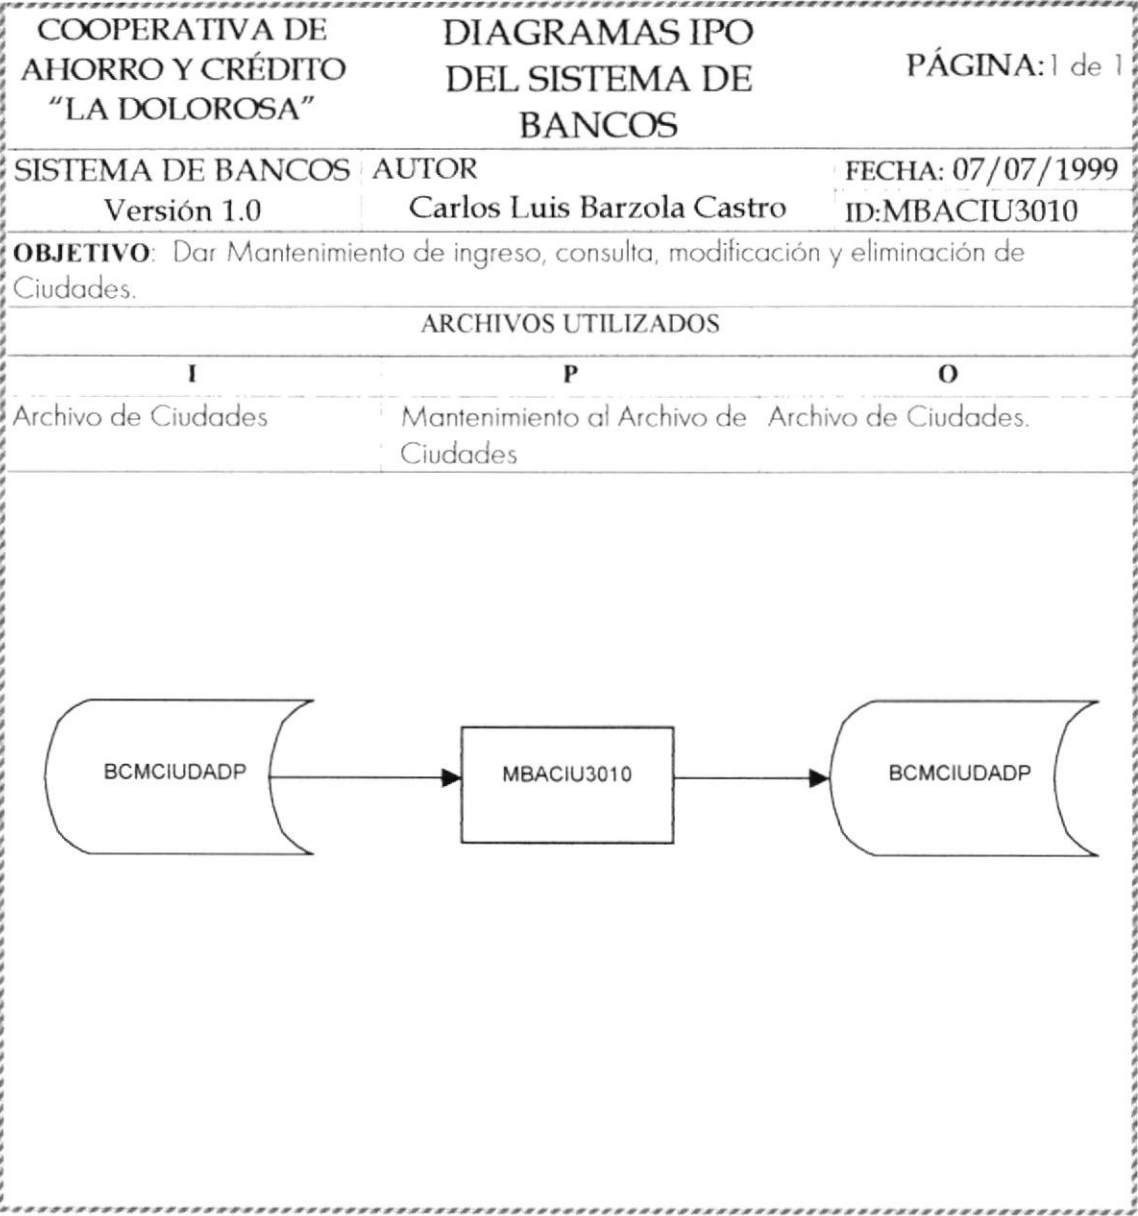 COOPERATIVA DE
AHORRO Y CRÉDITO
"LA DOLOROSA"
DIAGRAMAS IPO
DEL SISTEMA DE
BANCOS
PÁGINA:1 de 1
SISTEMA DE BANCOS
Versión 1.0
AUTOR
Carlos Luis Barzola Castro
FECHA: 07/07/1999
ID:MBACIU3010
OBJETIVO: Dar Mantenimiento de ingreso, consulta, modificación y eliminación de
Ciudades.
ARCHIVOS UTILIZADOS
I P O
Archivo de Ciudades
Mantenimiento al Archivo de
Ciudades
Archivo de Ciudades.
BCMCIUDADP
MBACIU3010
BCMCIUDADP